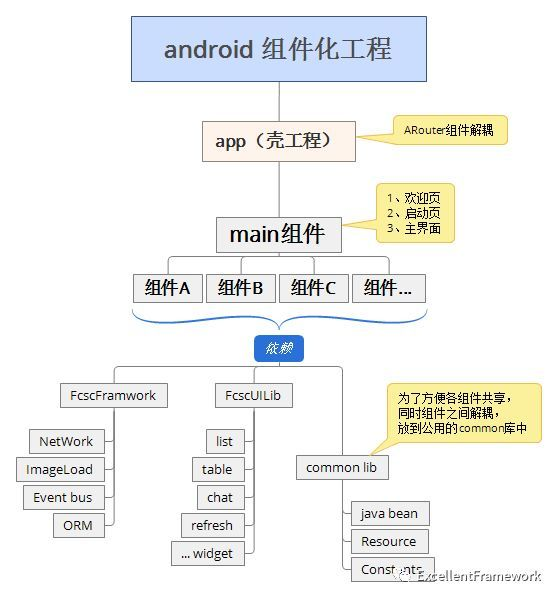 android 组件化工程
app（壳工程）
ARouter组件解耦
1、欢迎页
2、启动页
3、主界面
main组件
组件A
组件B
组件C
组件...
依赖
FcscFramwork
FcscUILib
为了方便各组件共享，
同时组件之间解耦，
放到公用的common库中
NetWork
ImageLoad
Event bus
ORM
list
table
chat
refresh
... widget
common lib
java bean
Resource
Constants
ExcellentFramework